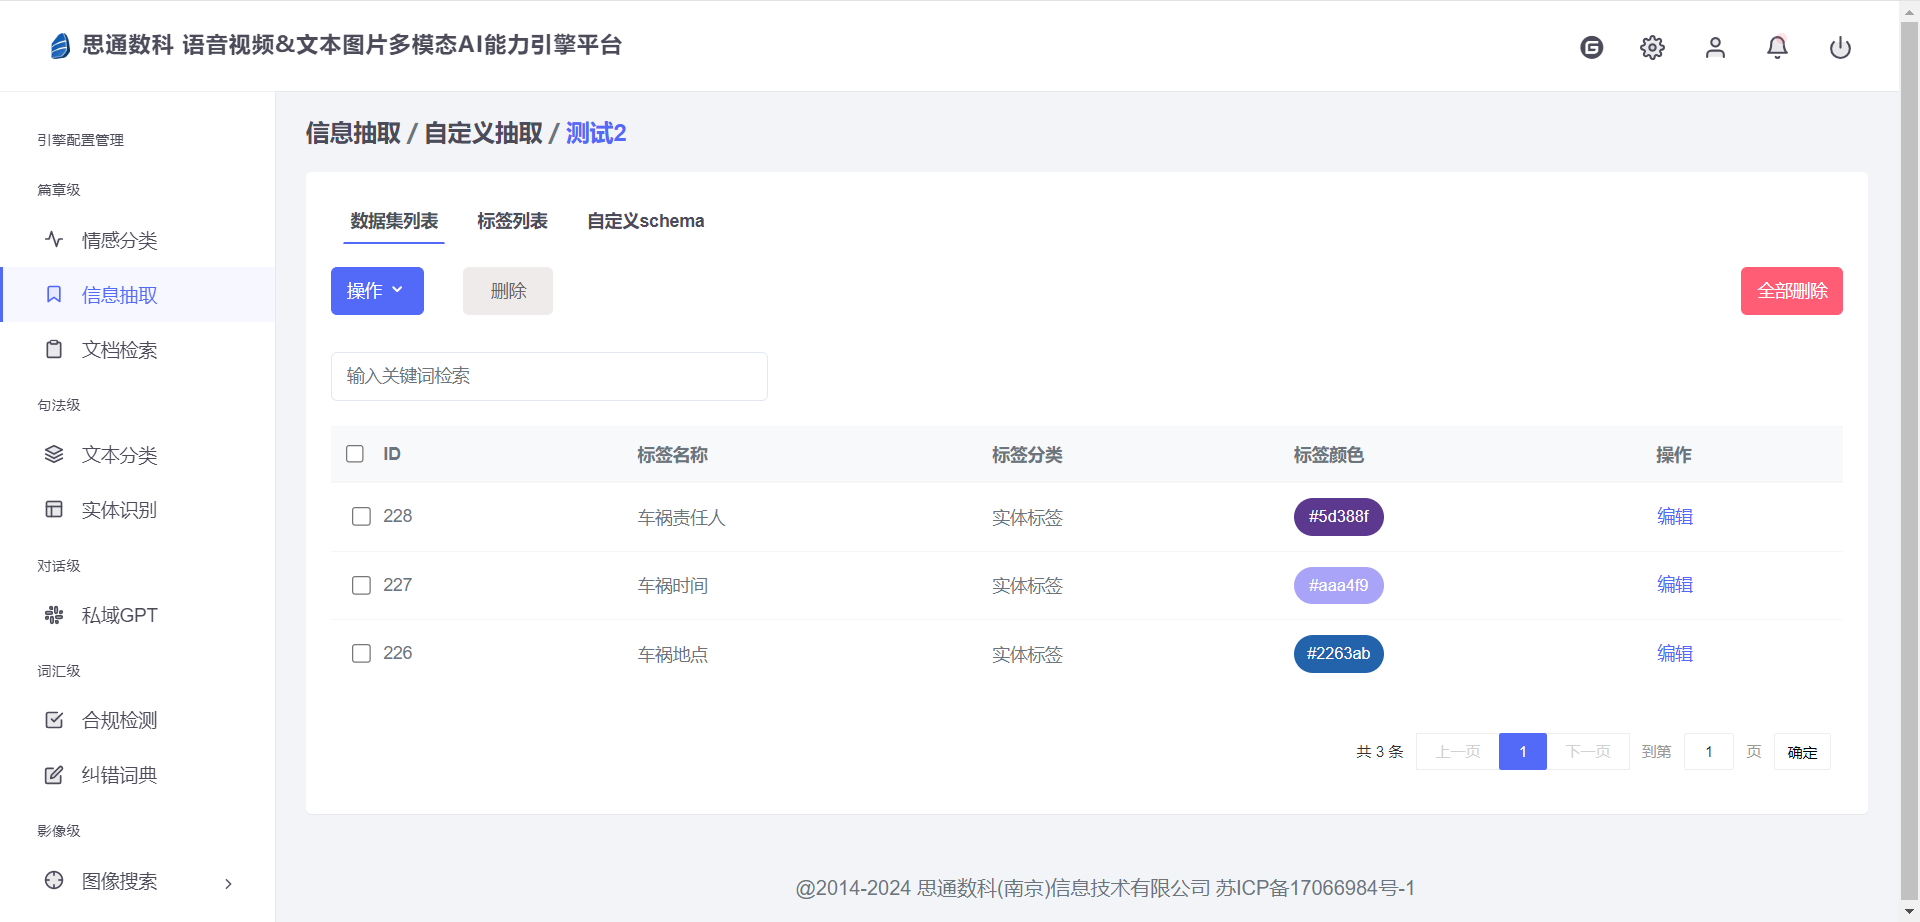 思通数科 语音视频&文本图片多模态AI能力引擎平台
引擎配置管理
篇章级
情感分类
信息抽取
文档检索
句法级
文本分类
实体识别
对话级
私域GPT
词汇级
合规检测
纠错词典
影像级
图像搜索
信息抽取 / 自定义抽取 / 测试2
数据集列表 标签列表 自定义schema
操作 删除 全部删除
输入关键词检索
ID 标签名称 标签分类 标签颜色 操作
228 车祸责任人 实体标签 #5d388f 编辑
227 车祸时间 实体标签 #aaa4f9 编辑
226 车祸地点 实体标签 #2263ab 编辑
共 3 条 上一页 1 下一页 到第 1 页 确定
@2014-2024 思通数科(南京)信息技术有限公司 苏ICP备17066984号-1